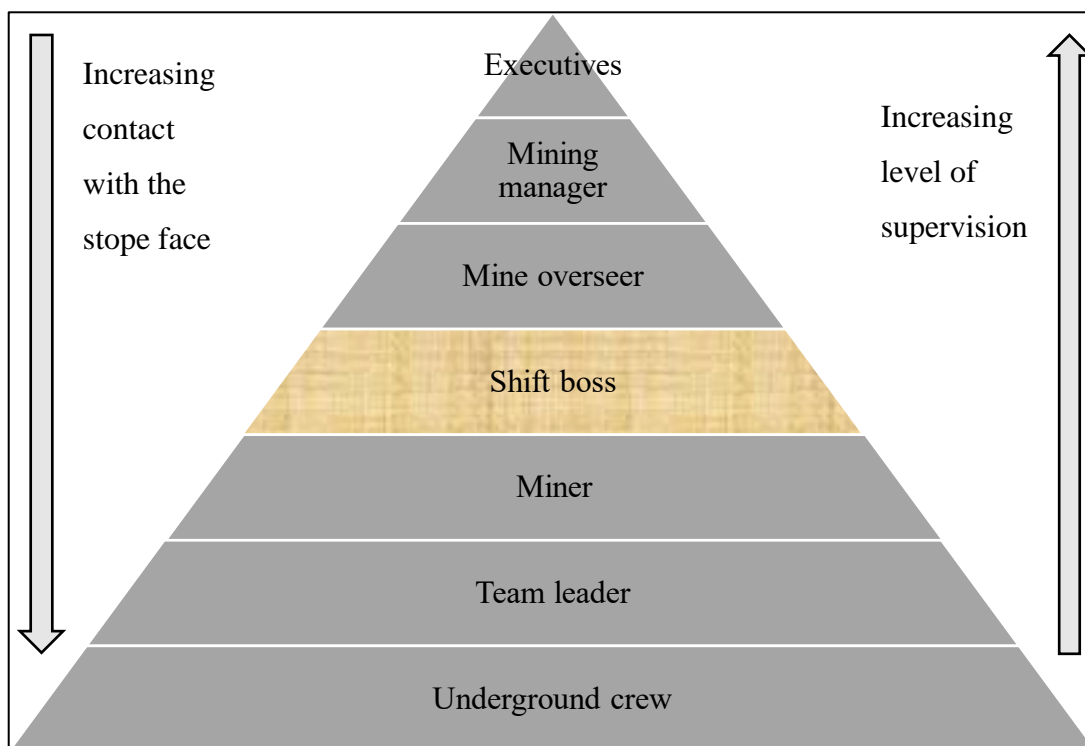 Increasing
contact
with the
stope face
Executives
Mining
manager
Mine overseer
Shift boss
Miner
Team leader
Underground crew
Increasing
level of
supervision